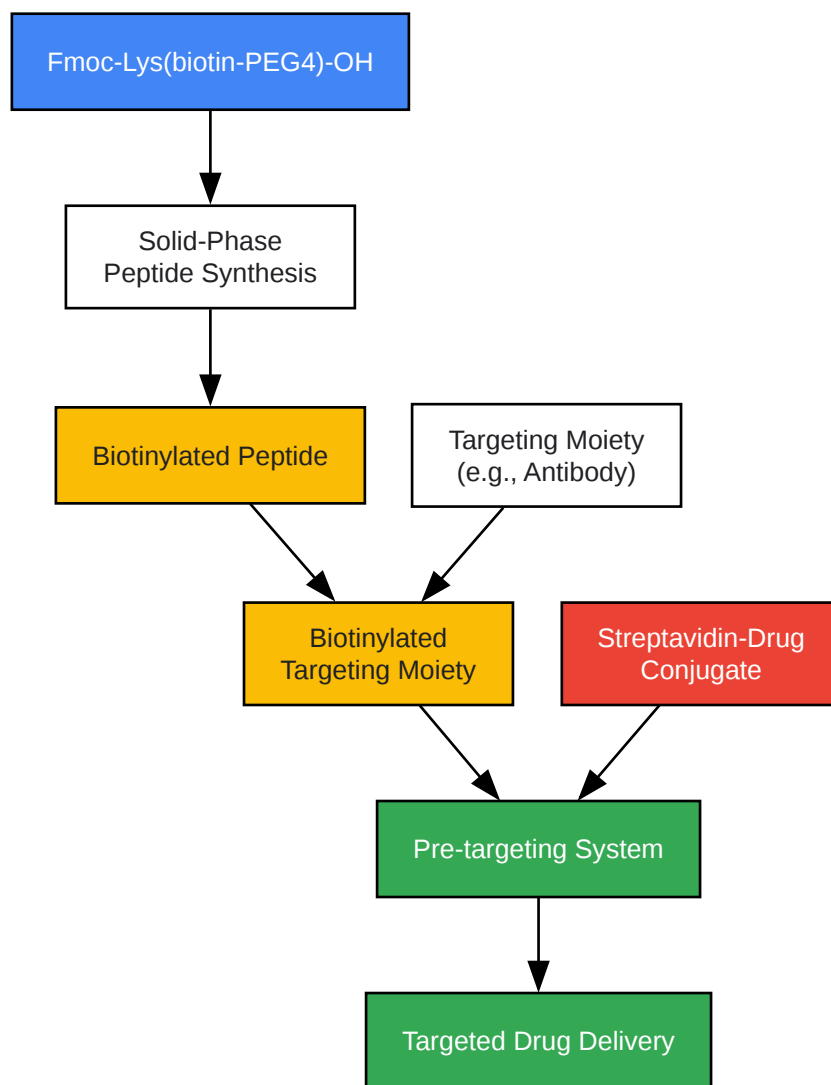 Fmoc-Lys(biotin-PEG4)-OH
Solid-Phase
Peptide Synthesis
Biotinylated Peptide
Targeting Moiety
(e.g., Antibody)
Biotinylated
Targeting Moiety
Streptavidin-Drug
Conjugate
Pre-targeting System
Targeted Drug Delivery